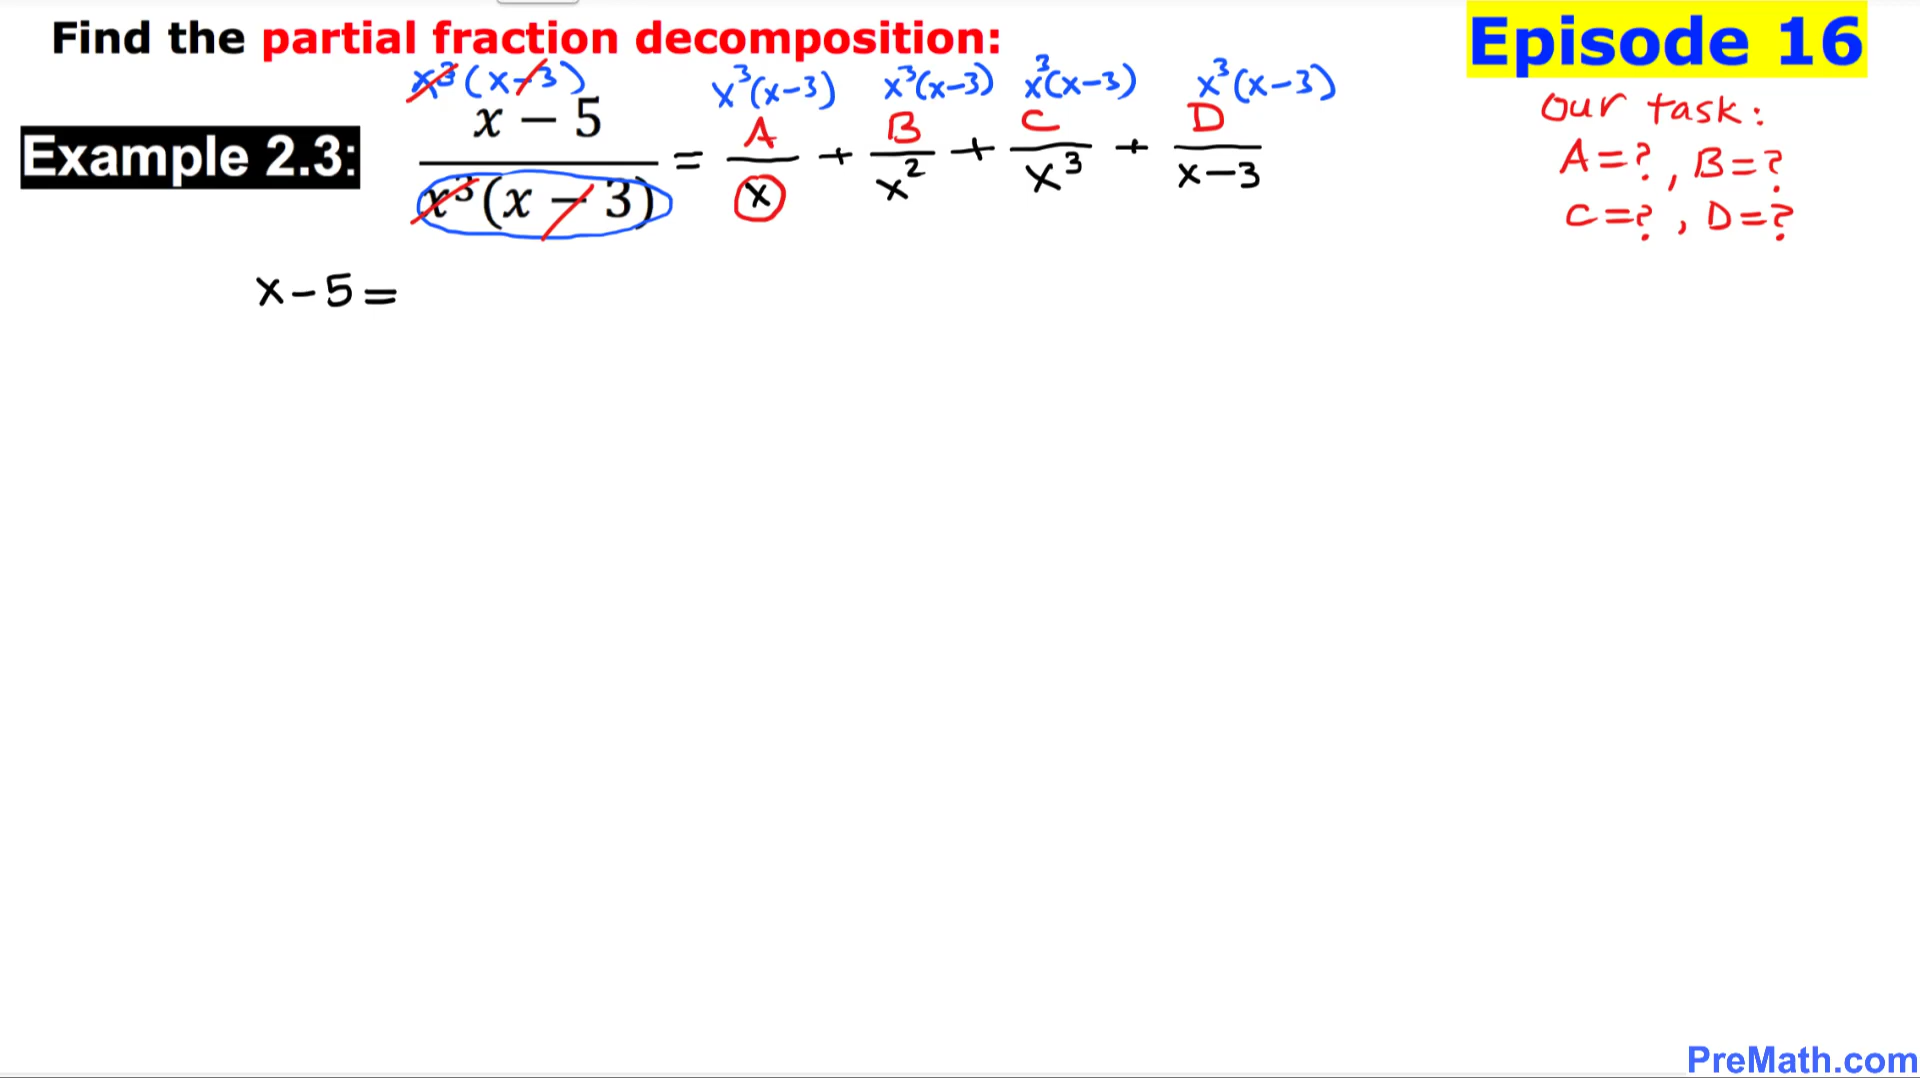 Find the partial fraction decomposition:
Episode 16
x³(x-3) x³(x-3) x³(x-3) x³(x-3) x³(x-3)
Example 2.3: (x − 5)/(x³(x − 3)) = A/x + B/x² + C/x³ + D/(x-3)
our task:
A=?, B=?
C=?, D=?
x-5=
PreMath.com